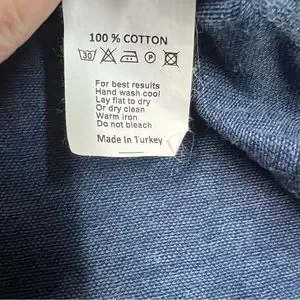 100 % COTTON
30 P
For best results
Hand wash cool
Lay flat to dry
Or dry clean
Warm iron
Do not bleach
Made In Turkey